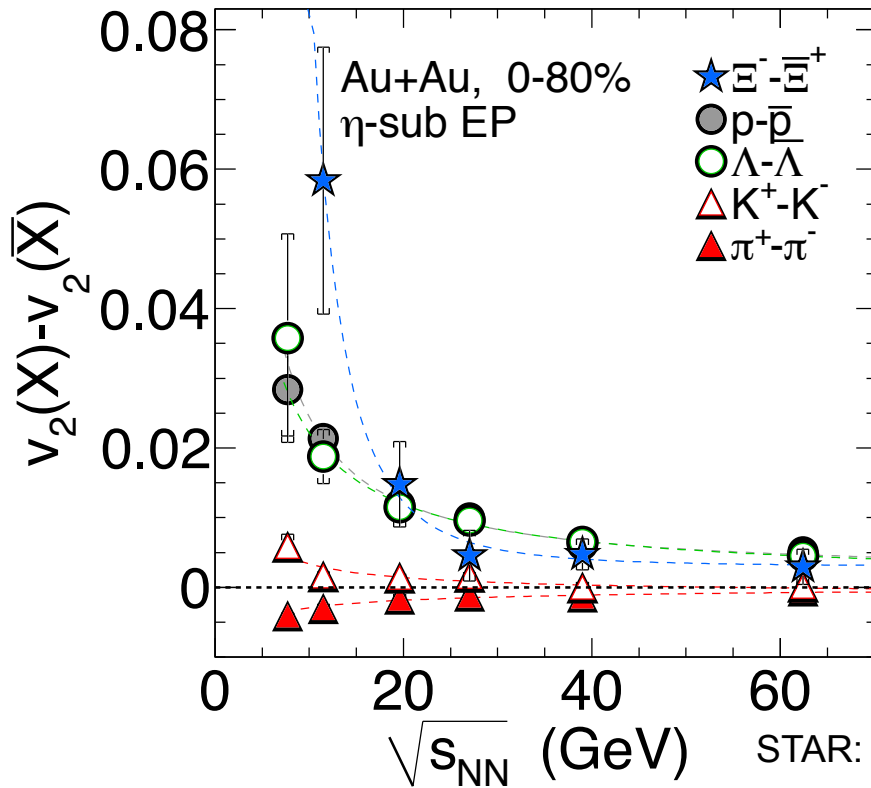 0.08
0.06
0.04
0.02
0
v₂(X)-v₂(X̅)
Au+Au, 0-80%
η-sub EP
Ξ⁻-Ξ̅⁺
p-p̅
Λ-Λ̅
K⁺-K⁻
π⁺-π⁻
0 20 40 60
√s_NN (GeV)
STAR: